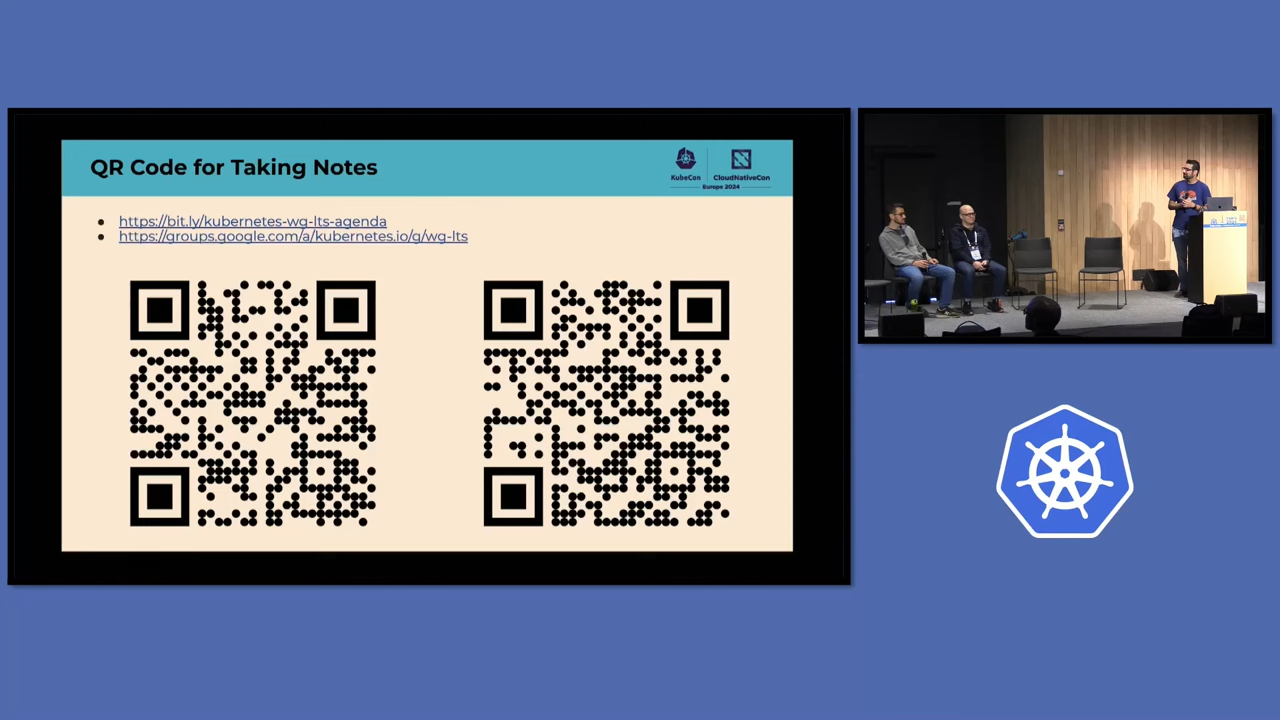 QR Code for Taking Notes
KubeCon
CloudNativeCon
Europe 2024
https://bit.ly/kubernetes-wg-lts-agenda
https://groups.google.com/a/kubernetes.io/g/wg-lts